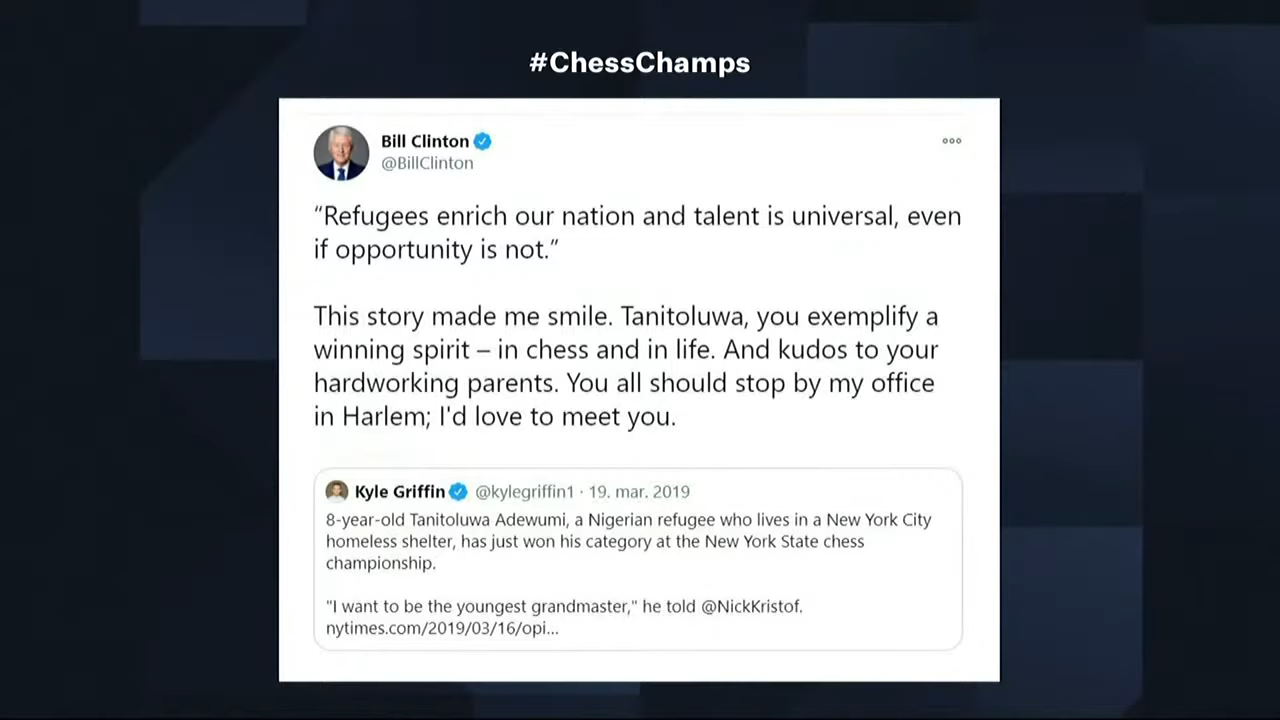 #ChessChamps
Bill Clinton
@BillClinton
“Refugees enrich our nation and talent is universal, even
if opportunity is not.”
This story made me smile. Tanitoluwa, you exemplify a
winning spirit – in chess and in life. And kudos to your
hardworking parents. You all should stop by my office
in Harlem; I'd love to meet you.
Kyle Griffin @kylegriffin1 · 19. mar. 2019
8-year-old Tanitoluwa Adewumi, a Nigerian refugee who lives in a New York City
homeless shelter, has just won his category at the New York State chess
championship.
"I want to be the youngest grandmaster," he told @NickKristof.
nytimes.com/2019/03/16/opi...